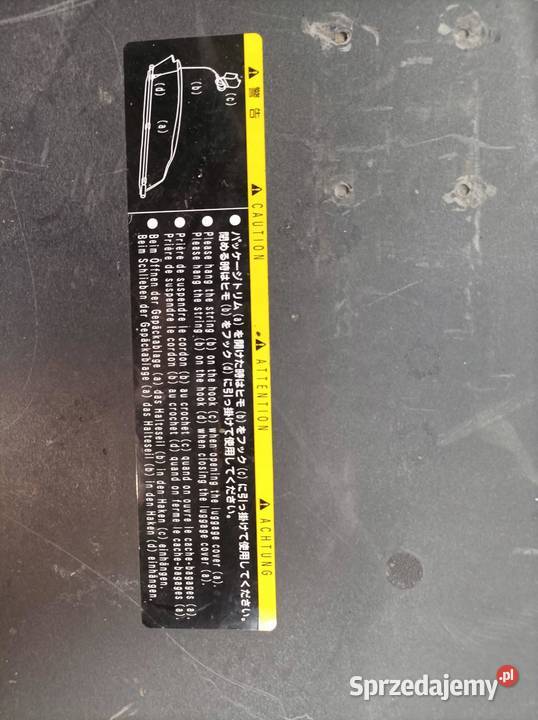 ⚠ 警告 ⚠ CAUTION ⚠ ATTENTION ⚠ ACHTUNG
(a)
(b)
(c)
(d)
● パッケージトリム (a) を開けた時はヒモ (b) をフック (c) に引っ掛けて使用してください。
閉める時はヒモ (b) をフック (d) に引っ掛けて使用してください。
● Please hang the string (b) on the hook (c) when opening the luggage cover (a).
Please hang the string (b) on the hook (d) when closing the luggage cover (a).
● Prière de suspendre le cordon (b) au crochet (c) quand on ouvre le cache-bagages (a).
Prière de suspendre le cordon (b) au crochet (d) quand on ferme le cache-bagages (a).
● Beim Öffnen der Gepäckablage (a) das Halteseil (b) in den Haken (c) einhängen.
Beim Schlieben der Gepäckablage (a) das Halteseil (b) in den Haken (d) einhängen.
Sprzedajemy.pl